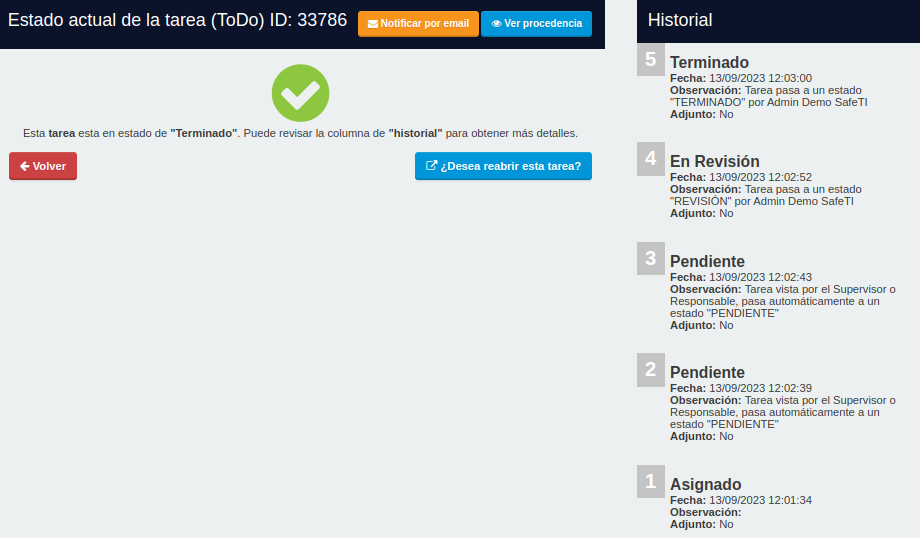 Estado actual de la tarea (ToDo) ID: 33786
Notificar por email
Ver procedencia
Esta tarea esta en estado de "Terminado". Puede revisar la columna de "historial" para obtener más detalles.
Volver
¿Desea reabrir esta tarea?
Historial
5
Terminado
Fecha: 13/09/2023 12:03:00
Observación: Tarea pasa a un estado
"TERMINADO" por Admin Demo SafeTI
Adjunto: No
4
En Revisión
Fecha: 13/09/2023 12:02:52
Observación: Tarea pasa a un estado
"REVISIÓN" por Admin Demo SafeTI
Adjunto: No
3
Pendiente
Fecha: 13/09/2023 12:02:43
Observación: Tarea vista por el Supervisor o
Responsable, pasa automáticamente a un
estado "PENDIENTE"
Adjunto: No
2
Pendiente
Fecha: 13/09/2023 12:02:39
Observación: Tarea vista por el Supervisor o
Responsable, pasa automáticamente a un
estado "PENDIENTE"
Adjunto: No
1
Asignado
Fecha: 13/09/2023 12:01:34
Observación:
Adjunto: No